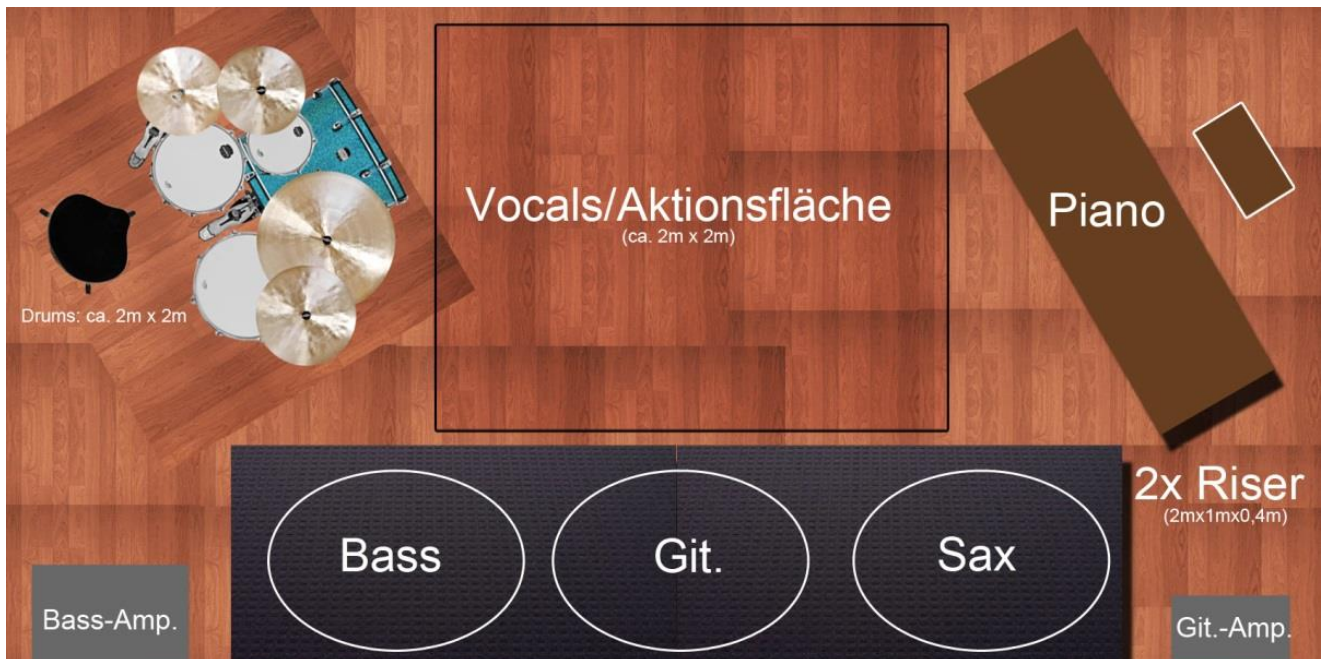 Vocals/Aktionsfläche
(ca. 2m x 2m)
Piano
Drums: ca. 2m x 2m
2x Riser
(2mx1mx0,4m)
Bass
Git.
Sax
Bass-Amp.
Git.-Amp.